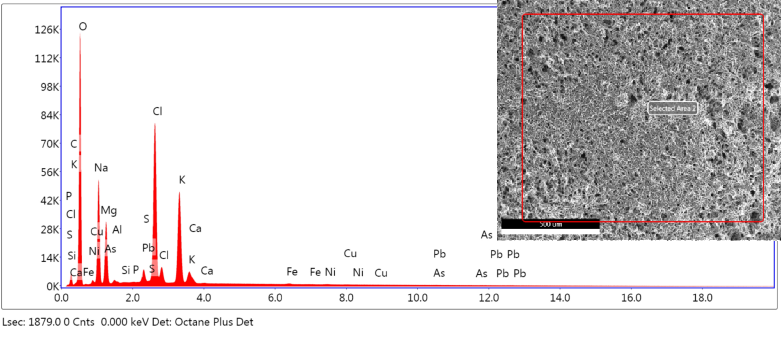 126K
112K
98K
84K
70K
56K
42K
28K
14K
0K
O
C
K
P
Cl
S
Si
Ca Fe
Na
Mg
Cu
Al
Ni
As
Si P
Cl
S
Pb
S
Cl
K
Ca
K
Ca
Fe
Fe Ni
Cu
Ni
Cu
Pb
As
As
Pb Pb
As
Pb Pb
0.0 2.0 4.0 6.0 8.0 10.0 12.0 14.0 16.0 18.0
Selected Area 2
500 um
Lsec: 1879.0 0 Cnts 0.000 keV Det: Octane Plus Det